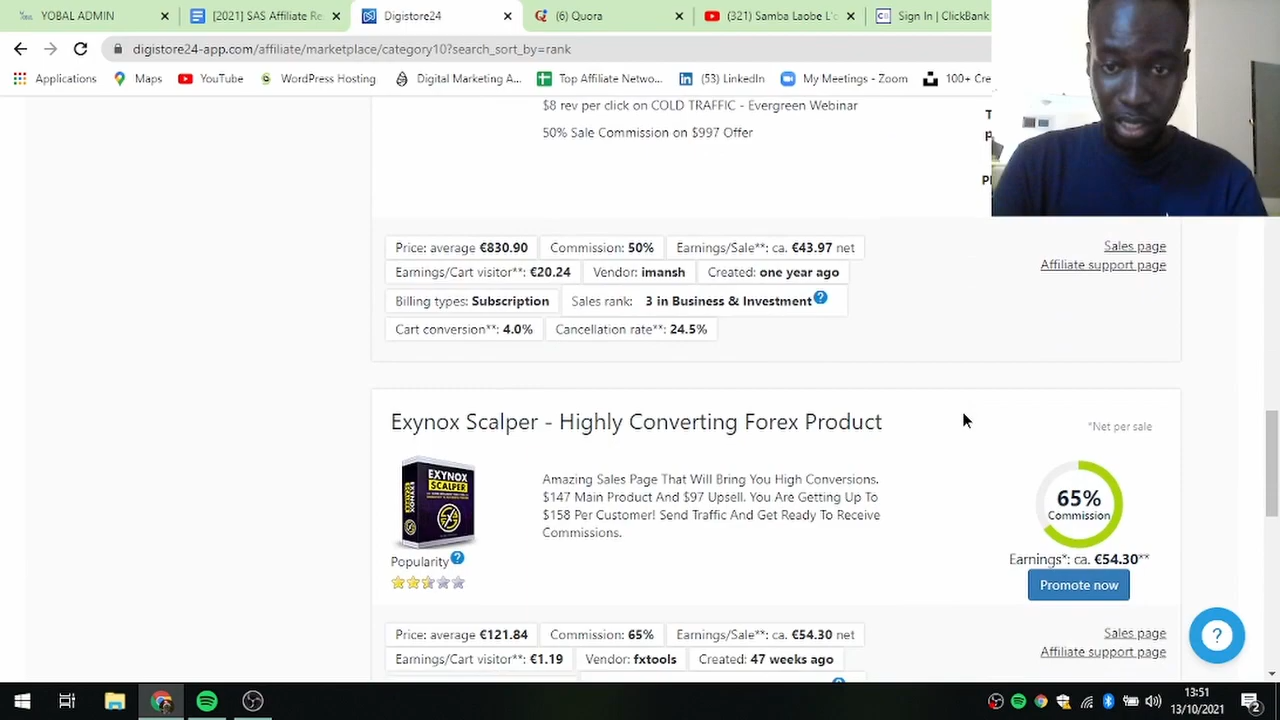 YOBAL ADMIN
[2021] SAS Affiliate Re
Digistore24
(6) Quora
(321) Samba Laobe L'
Sign In | ClickBank
digistore24-app.com/affiliate/marketplace/category10?search_sort_by=rank
Applications
Maps
YouTube
WordPress Hosting
Digital Marketing A...
Top Affiliate Netwo...
(53) LinkedIn
My Meetings - Zoom
100+ Cre
$8 rev per click on COLD TRAFFIC - Evergreen Webinar
50% Sale Commission on $997 Offer
Price: average €830.90
Commission: 50%
Earnings/Sale**: ca. €43.97 net
Sales page
Earnings/Cart visitor**: €20.24
Vendor: imansh
Created: one year ago
Affiliate support page
Billing types: Subscription
Sales rank: 3 in Business & Investment
Cart conversion**: 4.0%
Cancellation rate**: 24.5%
Exynox Scalper - Highly Converting Forex Product
*Net per sale
EXYNOX
SCALPER
Amazing Sales Page That Will Bring You High Conversions.
$147 Main Product And $97 Upsell. You Are Getting Up To
$158 Per Customer! Send Traffic And Get Ready To Receive
Commissions.
65%
Commission
Popularity
Earnings*: ca. €54.30**
Promote now
Price: average €121.84
Commission: 65%
Earnings/Sale**: ca. €54.30 net
Sales page
Earnings/Cart visitor**: €1.19
Vendor: fxtools
Created: 47 weeks ago
Affiliate support page
13:51
13/10/2021
2